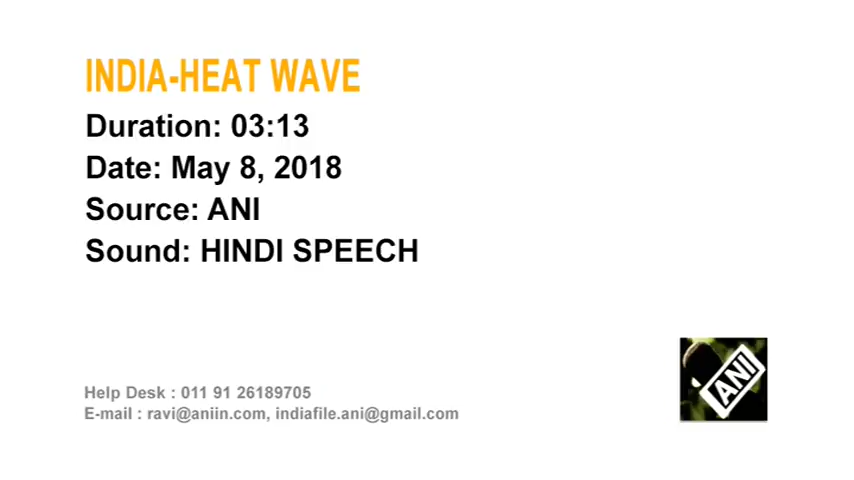 INDIA-HEAT WAVE
Duration: 03:13
Date: May 8, 2018
Source: ANI
Sound: HINDI SPEECH
Help Desk : 011 91 26189705
E-mail : ravi@aniin.com, indiafile.ani@gmail.com
ANI